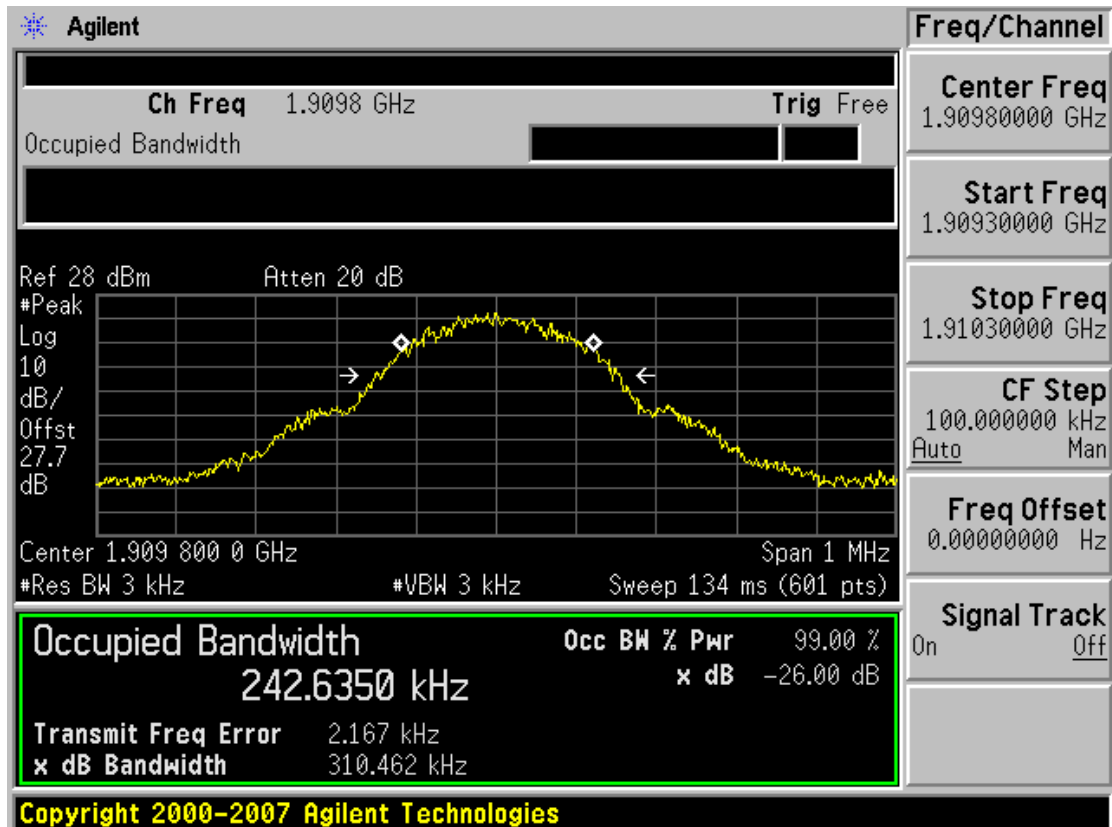 Agilent
Freq/Channel
Ch Freq 1.9098 GHz Trig Free
Occupied Bandwidth
Center Freq
1.90980000 GHz
Start Freq
1.90930000 GHz
Stop Freq
1.91030000 GHz
CF Step
100.000000 kHz
Auto Man
Freq Offset
0.00000000 Hz
Signal Track
On Off
Ref 28 dBm Atten 20 dB
#Peak
Log
10
dB/
Offst
27.7
dB
Center 1.909 800 0 GHz Span 1 MHz
#Res BW 3 kHz #VBW 3 kHz Sweep 134 ms (601 pts)
Occupied Bandwidth
242.6350 kHz
Occ BW % Pwr 99.00 %
x dB -26.00 dB
Transmit Freq Error 2.167 kHz
x dB Bandwidth 310.462 kHz
Copyright 2000-2007 Agilent Technologies